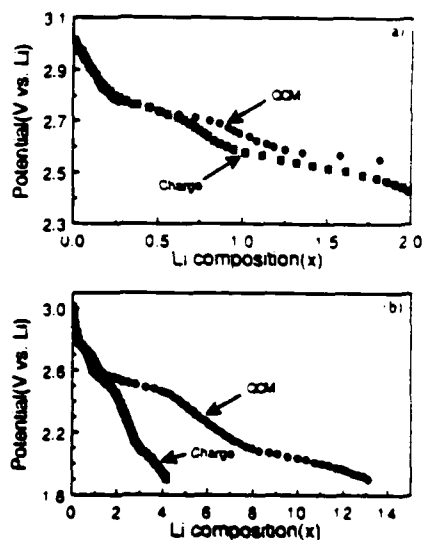 a)
3.1
2.9
2.7
2.5
2.3
Potential(V vs. Li)
QCM
Charge
0.0 0.5 1.0 1.5 2.0
Li composition(x)
b)
3.0
2.6
2.2
1.8
Potential(V vs. Li)
QCM
Charge
0 2 4 6 8 10 12 14
Li composition(x)